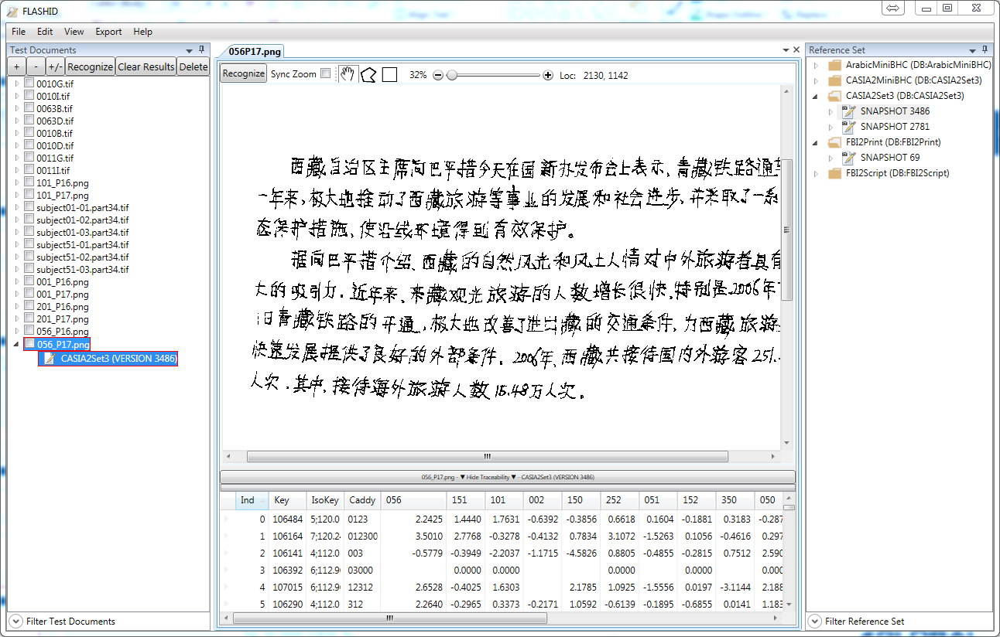 FLASHID
File Edit View Export Help
Test Documents
+ - +/- Recognize Clear Results Delete
0010G.tif
0010I.tif
0063B.tif
0063D.tif
0010B.tif
0010D.tif
0011G.tif
0011I.tif
101_P16.png
101_P17.png
subject01-01.part34.tif
subject01-02.part34.tif
subject01-03.part34.tif
subject51-01.part34.tif
subject51-02.part34.tif
subject51-03.part34.tif
001_P16.png
001_P17.png
201_P16.png
201_P17.png
056_P16.png
056_P17.png
CASIA2Set3 (VERSION 3486)
Filter Test Documents
056P17.png
Recognize Sync Zoom 32% Loc: 2130, 1142
西藏自治区主席向巴平措今天在国新办发布会上表示、青藏铁路通车
一年来,极大地推动了西藏旅游等事业的发展和社会进步,并采取了一系
态保护措施、使沿线环境得到有效保护。
据向巴平措介绍、西藏的自然风光和风土人情对中外旅游者具有
大的吸引力.近年来、来藏观光旅游的人数增长很快,特别是2006年
旧青藏铁路的开通,极大地改善了进出藏的交通条件,为西藏旅游
快速发展提供了良好的外部条件.2006年,西藏共接待国内外游客251.
人次.其中,接待海外旅游人数15.48万人次。
056_P17.png - ▼ Hide Traceability ▼ - CASIA2Set3 (VERSION 3486)
Ind Key IsoKey Caddy 056 151 101 002 150 252 051 152 350 050
0 106484 5;120.0 0123 2.2425 1.4440 1.7631 -0.6392 -0.3856 0.6618 0.1604 -0.1881 0.3183 -0.287
1 106164 7;120.2 012300 3.5010 2.7768 -0.3278 -0.4132 0.7834 3.1072 -1.5263 0.1056 -0.4616 0.297
2 106141 4;112.0 003 -0.5779 -0.3949 -2.2037 -1.1715 -4.5826 0.8805 -0.4855 -0.2815 0.7512 2.590
3 106392 6;112.9 03000 0.0000 0.0000 0.0000 0.0000 0.000
4 107015 6;112.9 12312 2.6528 -0.4025 1.6303 2.1785 1.0925 -1.5556 0.0197 -3.1144 2.188
5 106290 4;112.0 312 2.2640 -0.2965 0.3373 -0.2171 1.0592 -0.6139 -0.1895 -0.6855 0.0141 1.183
Reference Set
ArabicMiniBHC (DB:ArabicMiniBHC)
CASIA2MiniBHC (DB:CASIA2Set3)
CASIA2Set3 (DB:CASIA2Set3)
SNAPSHOT 3486
SNAPSHOT 2781
FBI2Print (DB:FBI2Print)
SNAPSHOT 69
FBI2Script (DB:FBI2Script)
Filter Reference Set